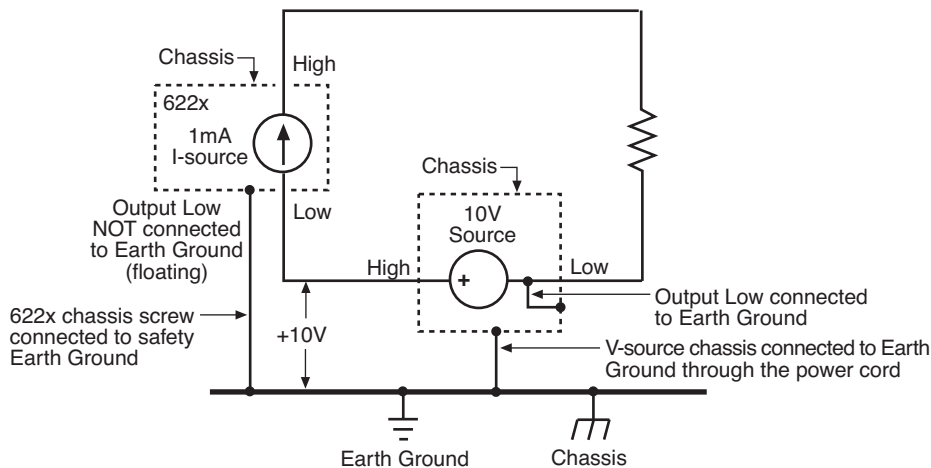 Chassis
High
622x
1mA
I-source
Chassis
Output Low
NOT connected
to Earth Ground
(floating)
Low
10V
Source
High
+
Low
622x chassis screw
connected to safety
Earth Ground
+10V
Output Low connected
to Earth Ground
V-source chassis connected to Earth
Ground through the power cord
Earth Ground
Chassis